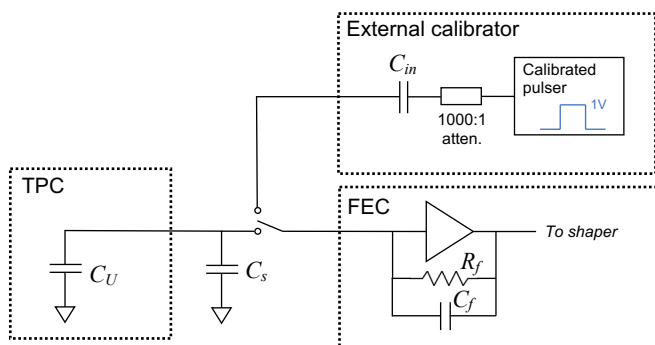 External calibrator
C_in
Calibrated
pulser
1V
1000:1
atten.
TPC
FEC
To shaper
C_U
C_s
R_f
C_f